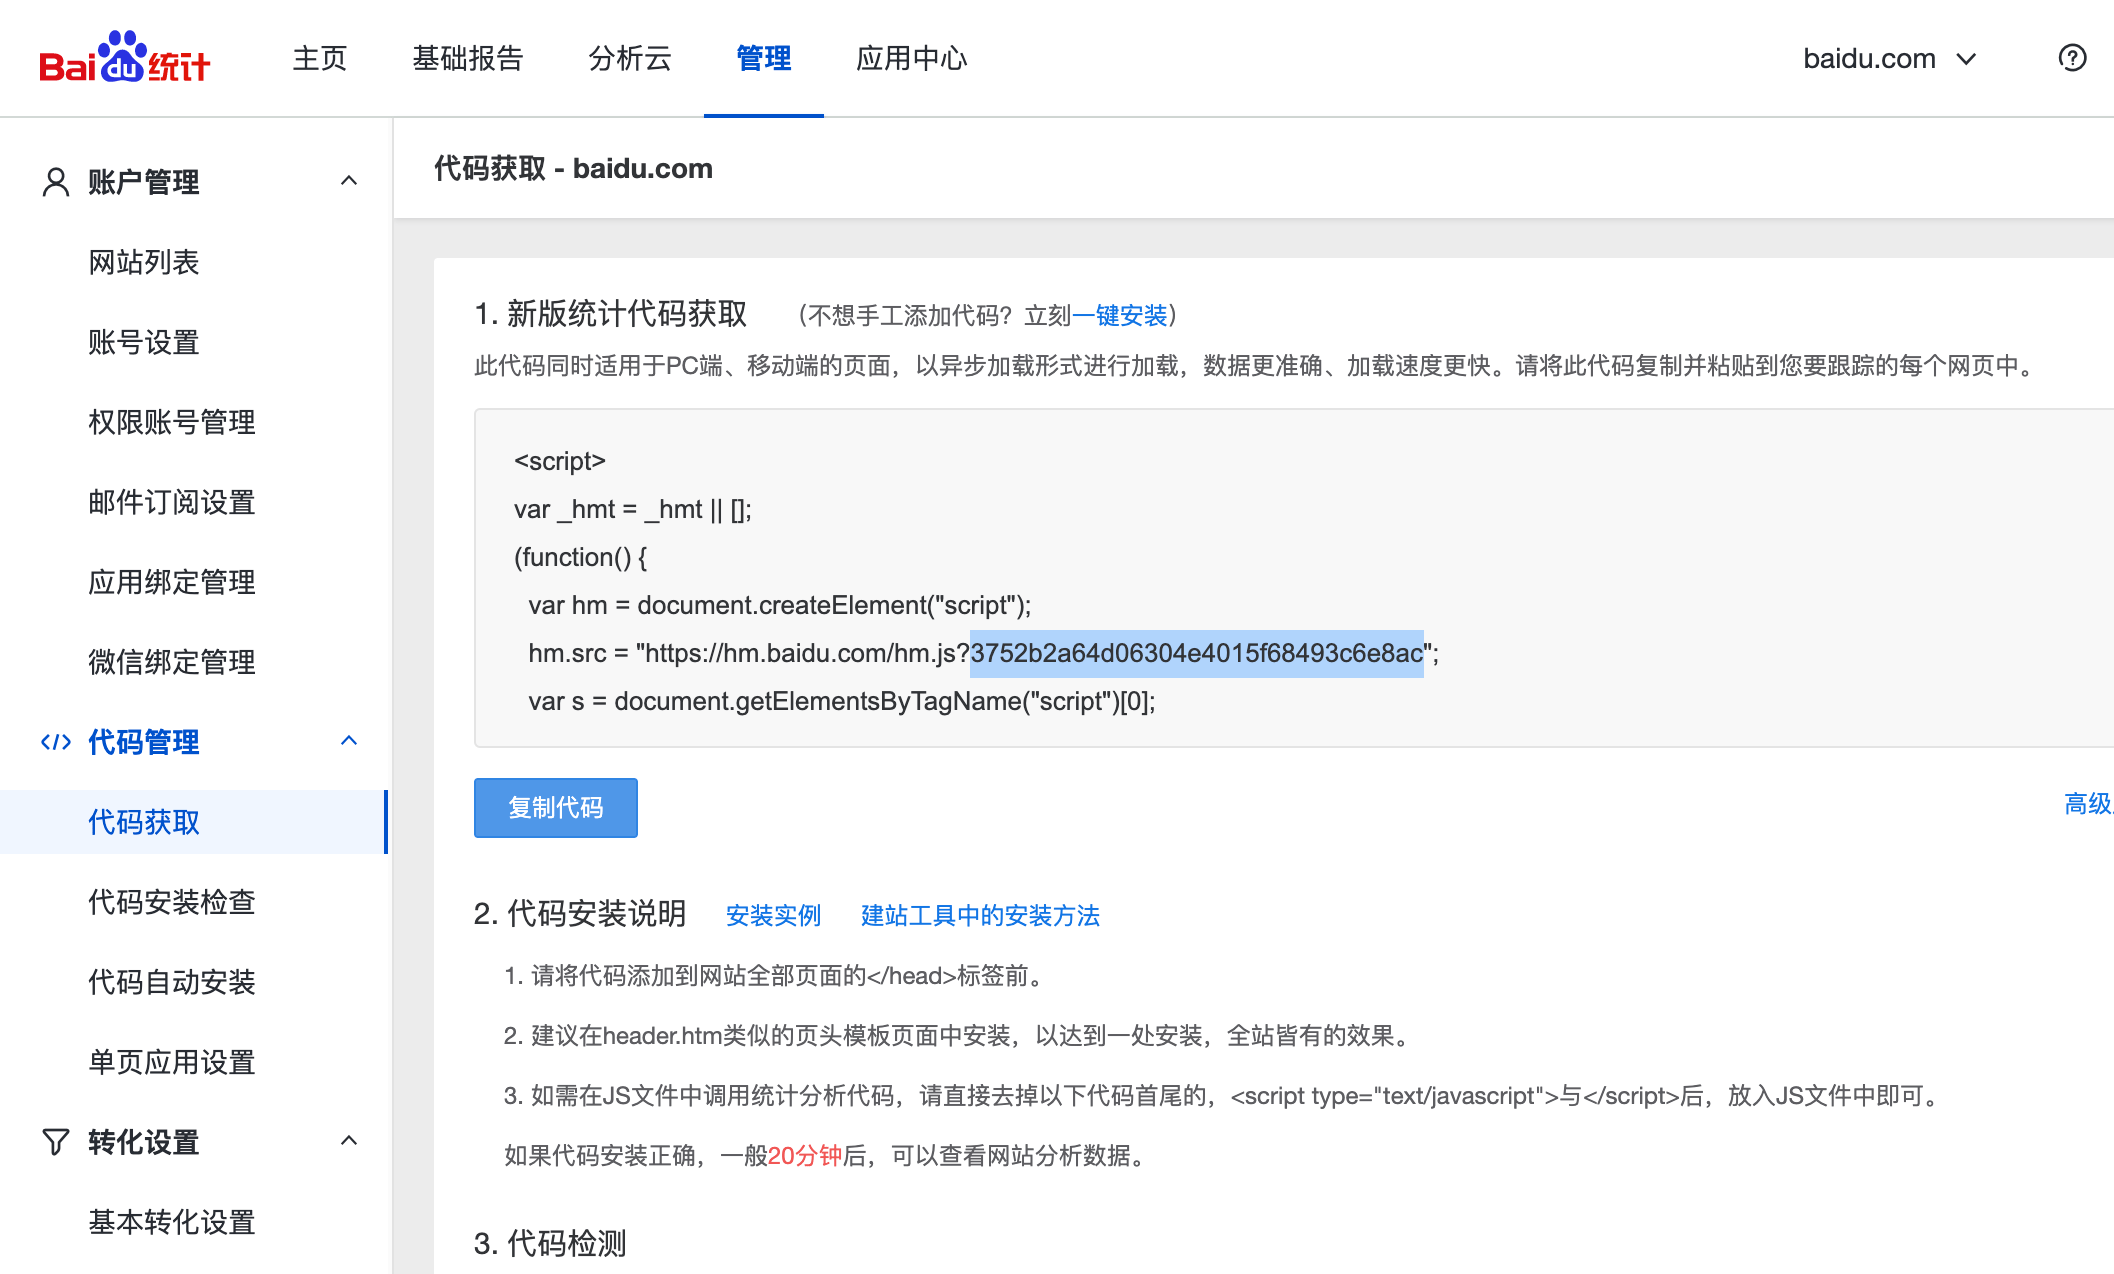 Bai du 统计
主页
基础报告
分析云
管理
应用中心
baidu.com
账户管理
网站列表
账号设置
权限账号管理
邮件订阅设置
应用绑定管理
微信绑定管理
代码管理
代码获取
代码安装检查
代码自动安装
单页应用设置
转化设置
基本转化设置
代码获取 - baidu.com
1. 新版统计代码获取 （不想手工添加代码？立刻一键安装）
此代码同时适用于PC端、移动端的页面，以异步加载形式进行加载，数据更准确、加载速度更快。请将此代码复制并粘贴到您要跟踪的每个网页中。
<script>
var _hmt = _hmt || [];
(function() {
var hm = document.createElement("script");
hm.src = "https://hm.baidu.com/hm.js?3752b2a64d06304e4015f68493c6e8ac";
var s = document.getElementsByTagName("script")[0];
复制代码
高级
2. 代码安装说明 安装实例 建站工具中的安装方法
1. 请将代码添加到网站全部页面的</head>标签前。
2. 建议在header.htm类似的页头模板页面中安装，以达到一处安装，全站皆有的效果。
3. 如需在JS文件中调用统计分析代码，请直接去掉以下代码首尾的，<script type="text/javascript">与</script>后，放入JS文件中即可。
如果代码安装正确，一般20分钟后，可以查看网站分析数据。
3. 代码检测